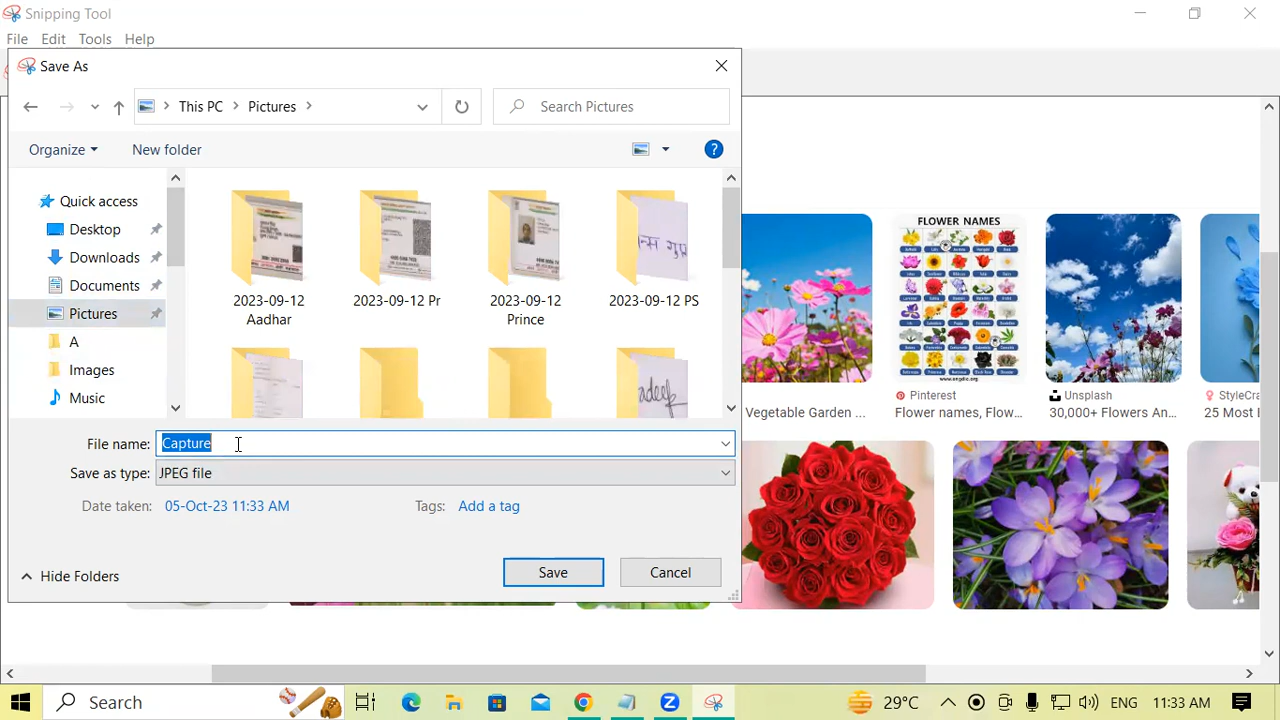 Snipping Tool
File Edit Tools Help
Save As
This PC Pictures
Search Pictures
Organize New folder
Quick access
Desktop
Downloads
Documents
Pictures
A
Images
Music
2023-09-12 Aadhar
2023-09-12 Pr
2023-09-12 Prince
2023-09-12 PS
File name: Capture
Save as type: JPEG file
Date taken: 05-Oct-23 11:33 AM Tags: Add a tag
Hide Folders
Save
Cancel
FLOWER NAMES
Pinterest
Unsplash
StyleCra
Vegetable Garden ...
Flower names, Flow...
30,000+ Flowers An...
25 Most
Search
29°C
ENG
11:33 AM